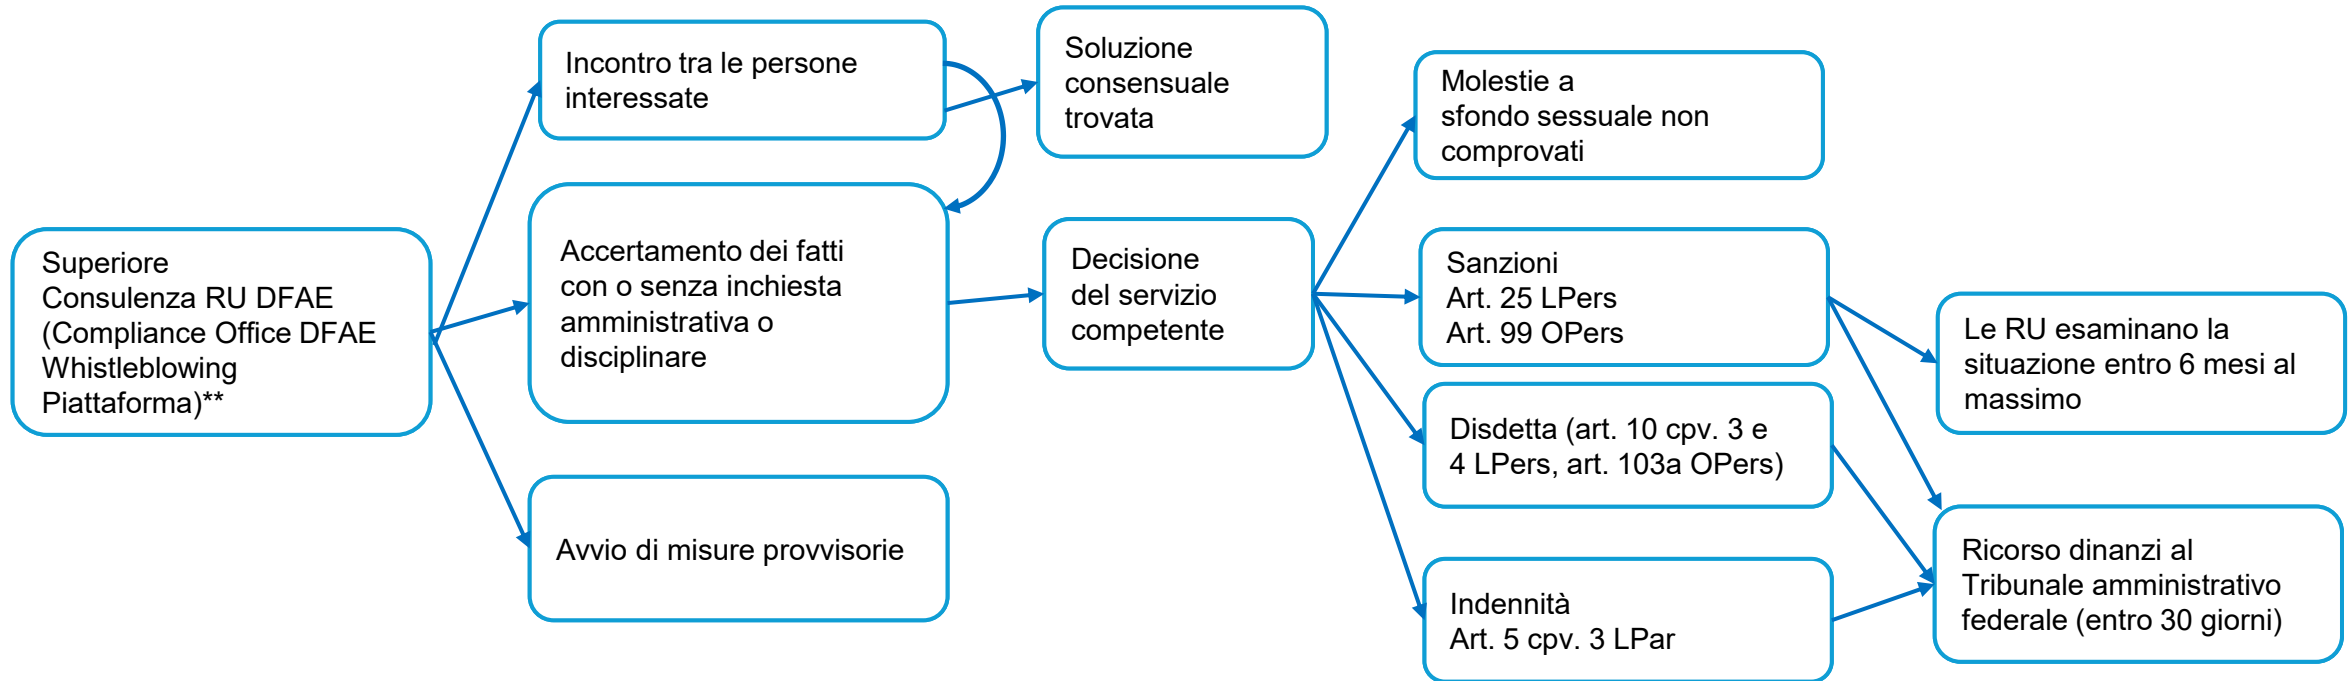 Incontro tra le persone
interessate
Soluzione
consensuale
trovata
Molestie a
sfondo sessuale non
comprovati
Superiore
Consulenza RU DFAE
(Compliance Office DFAE
Whistleblowing
Piattaforma)**
Accertamento dei fatti
con o senza inchiesta
amministrativa o
disciplinare
Decisione
del servizio
competente
Sanzioni
Art. 25 LPers
Art. 99 OPers
Le RU esaminano la
situazione entro 6 mesi al
massimo
Disdetta (art. 10 cpv. 3 e
4 LPers, art. 103a OPers)
Avvio di misure provvisorie
Indennità
Art. 5 cpv. 3 LPar
Ricorso dinanzi al
Tribunale amministrativo
federale (entro 30 giorni)